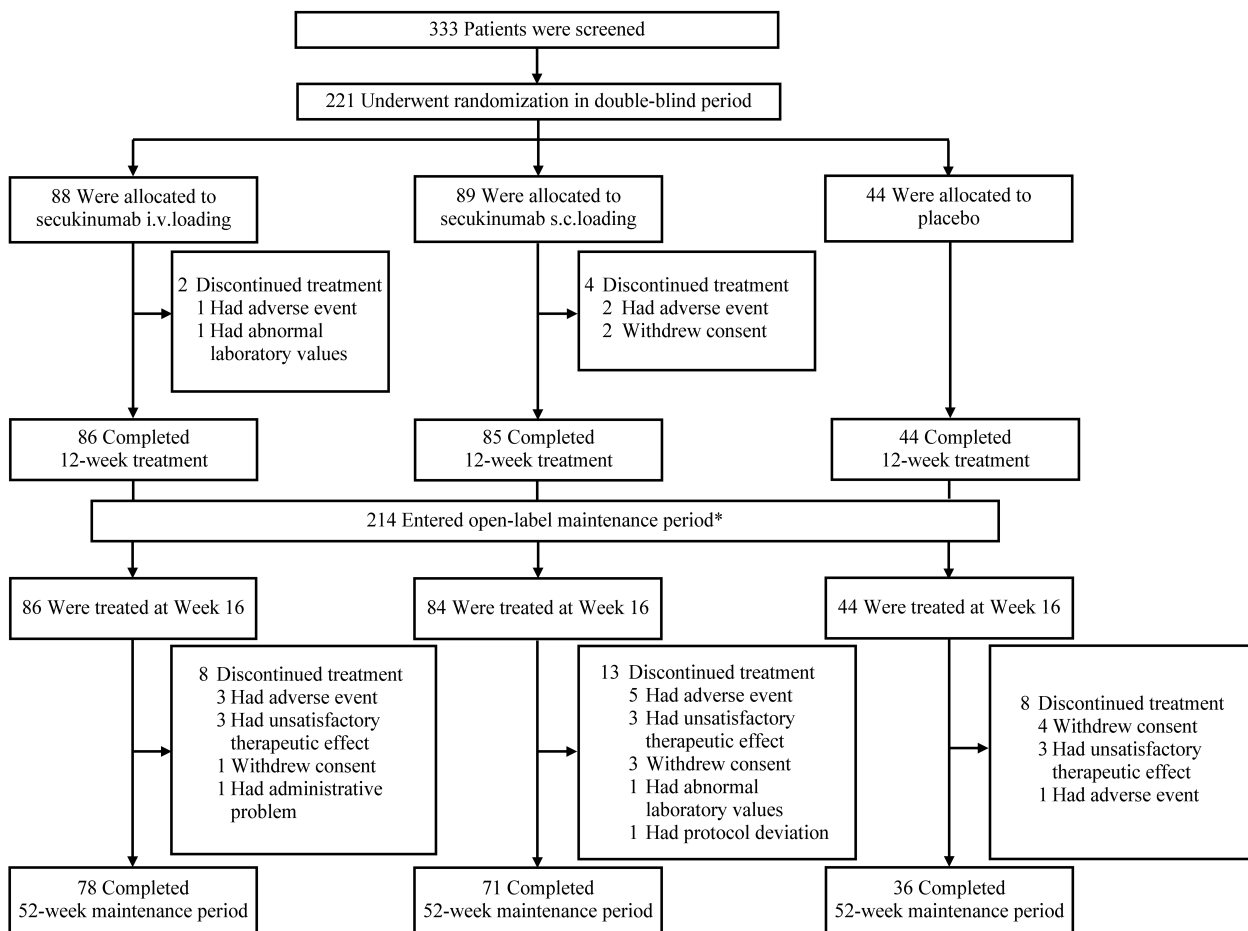 333 Patients were screened
221 Underwent randomization in double-blind period
88 Were allocated to
secukinumab i.v.loading
89 Were allocated to
secukinumab s.c.loading
44 Were allocated to
placebo
2 Discontinued treatment
1 Had adverse event
1 Had abnormal
laboratory values
4 Discontinued treatment
2 Had adverse event
2 Withdrew consent
86 Completed
12-week treatment
85 Completed
12-week treatment
44 Completed
12-week treatment
214 Entered open-label maintenance period*
86 Were treated at Week 16
84 Were treated at Week 16
44 Were treated at Week 16
8 Discontinued treatment
3 Had adverse event
3 Had unsatisfactory
therapeutic effect
1 Withdrew consent
1 Had administrative
problem
13 Discontinued treatment
5 Had adverse event
3 Had unsatisfactory
therapeutic effect
3 Withdrew consent
1 Had abnormal
laboratory values
1 Had protocol deviation
8 Discontinued treatment
4 Withdrew consent
3 Had unsatisfactory
therapeutic effect
1 Had adverse event
78 Completed
52-week maintenance period
71 Completed
52-week maintenance period
36 Completed
52-week maintenance period